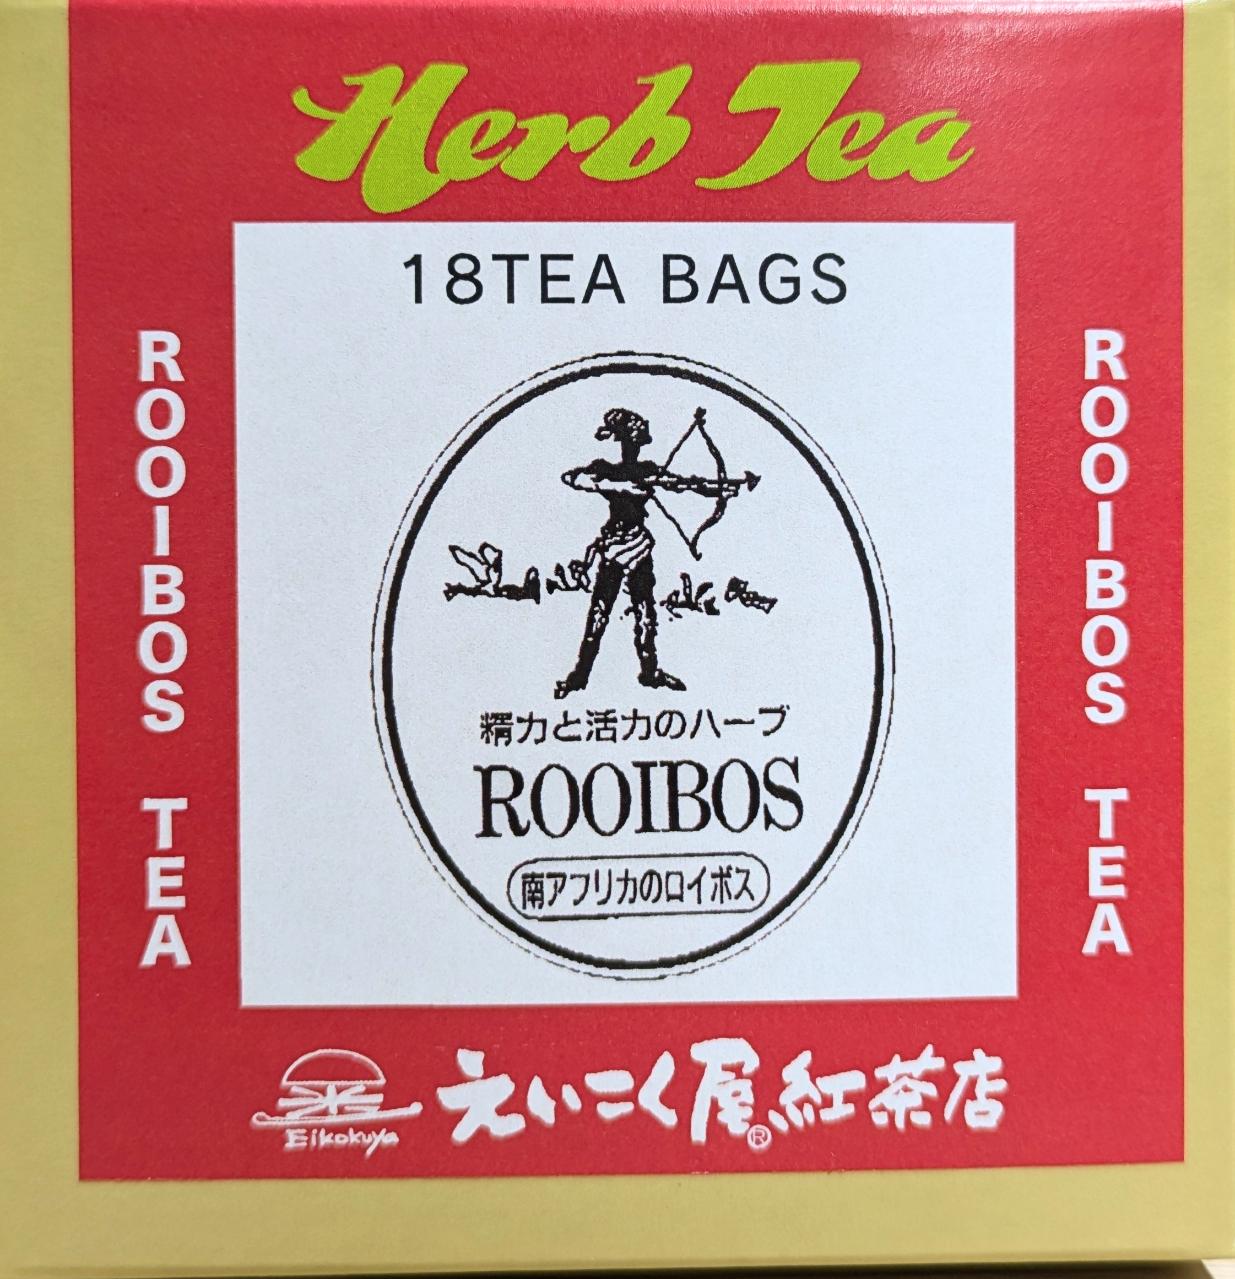 Herb Tea
18TEA BAGS
ROOIBOS TEA
ROOIBOS TEA
精力と活力のハーブ
ROOIBOS
南アフリカのロイボス
Eikokuya
えいこく屋®紅茶店